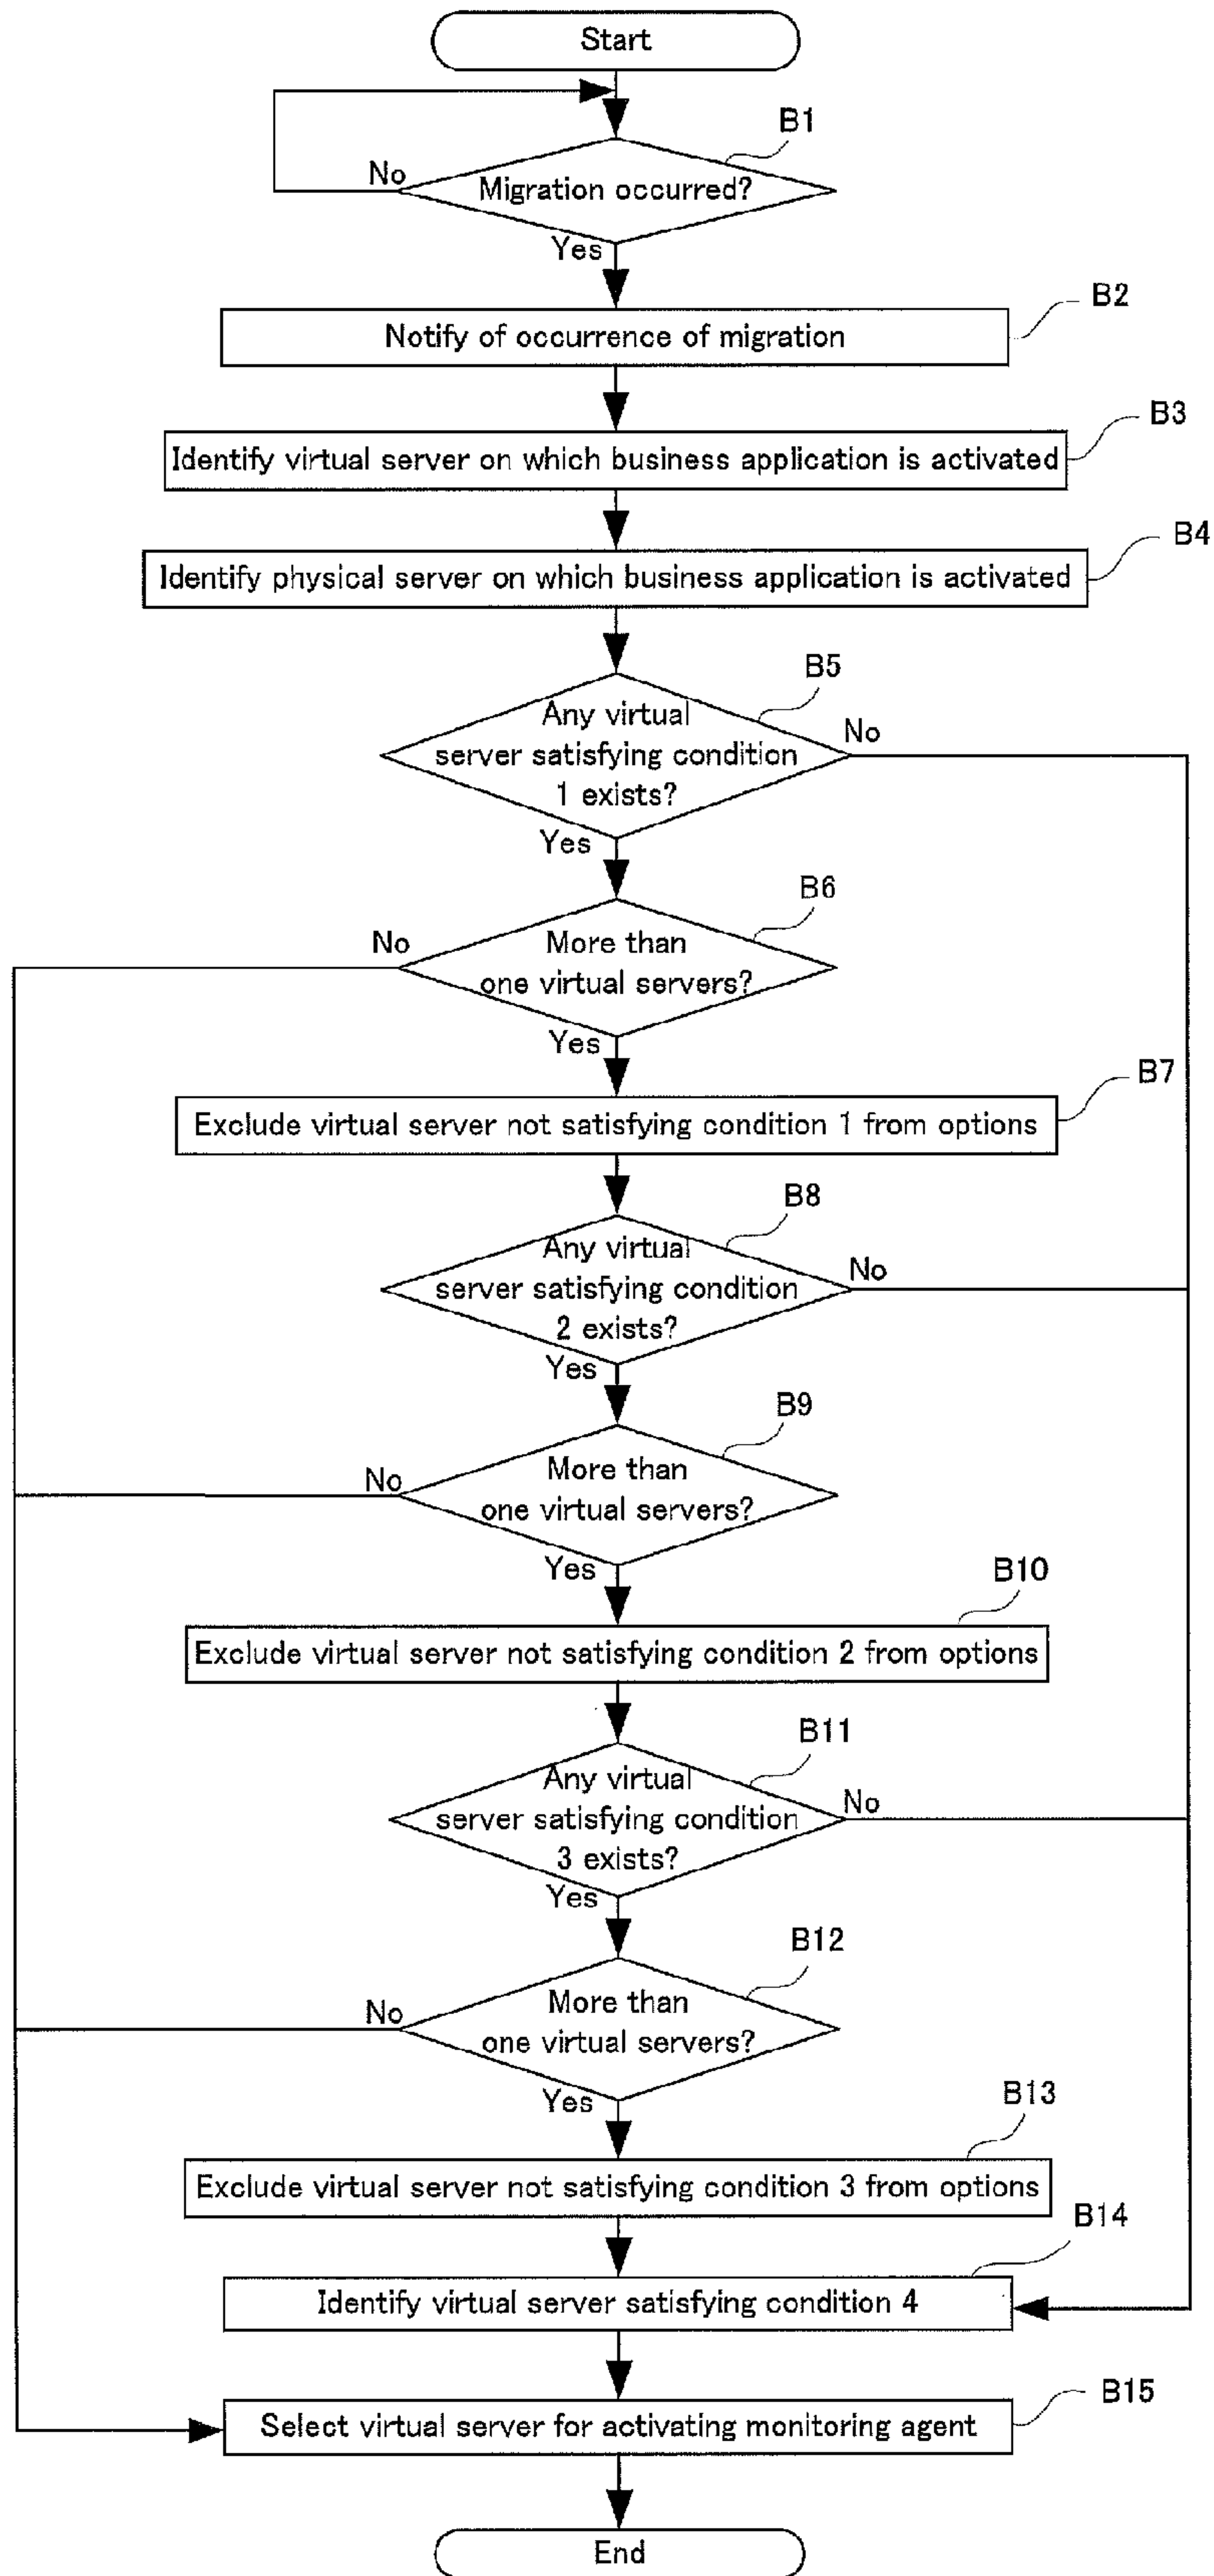 Start
B1
No
Migration occurred?
Yes
B2
Notify of occurrence of migration
B3
Identify virtual server on which business application is activated
B4
Identify physical server on which business application is activated
B5
Any virtual
No
server satisfying condition
1 exists?
Yes
B6
No
More than
one virtual servers?
Yes
B7
Exclude virtual server not satisfying condition 1 from options
B8
Any virtual
No
server satisfying condition
2 exists?
Yes
B9
More than
No
one virtual servers?
Yes
B10
Exclude virtual server not satisfying condition 2 from options
B11
Any virtual
No
server satisfying condition
3 exists?
Yes
B12
More than
No
one virtual servers?
Yes
B13
Exclude virtual server not satisfying condition 3 from options
B14
Identify virtual server satisfying condition 4
B15
Select virtual server for activating monitoring agent
End